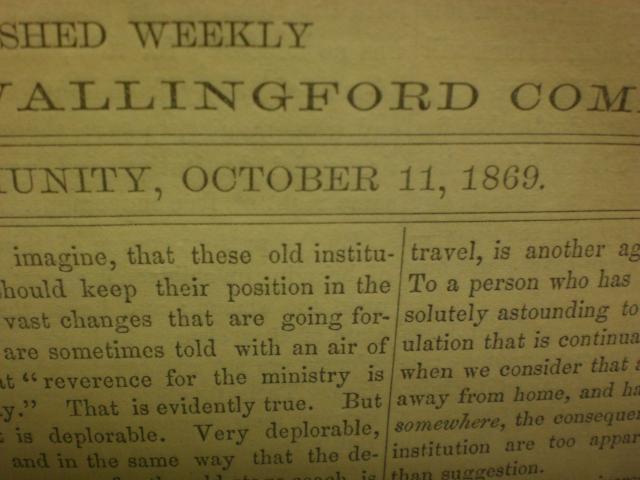 SHED WEEKLY
WALLINGFORD COM
UNITY, OCTOBER 11, 1869.
imagine, that these old institu-
should keep their position in the
vast changes that are going for-
are sometimes told with an air of
at "reverence for the ministry is
y." That is evidently true. But
is deplorable. Very deplorable,
and in the same way that the de-
travel, is another ag
To a person who has
solutely astounding to
ulation that is continua
when we consider that a
away from home, and ha
somewhere, the consequen
institution are too appar
than suggestion.